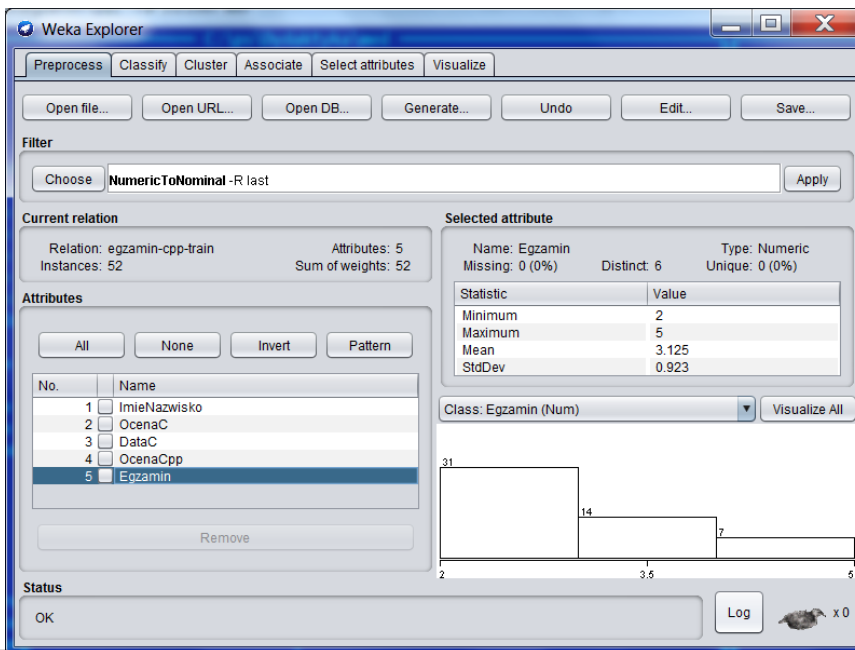 Weka Explorer
Preprocess Classify Cluster Associate Select attributes Visualize
Open file... Open URL... Open DB... Generate... Undo Edit... Save...
Filter
Choose NumericToNominal -R last Apply
Current relation
Relation: egzamin-cpp-train Attributes: 5
Instances: 52 Sum of weights: 52
Attributes
All None Invert Pattern
No. Name
1 ImieNazwisko
2 OcenaC
3 DataC
4 OcenaCpp
5 Egzamin
Remove
Selected attribute
Name: Egzamin Type: Numeric
Missing: 0 (0%) Distinct: 6 Unique: 0 (0%)
Statistic Value
Minimum 2
Maximum 5
Mean 3.125
StdDev 0.923
Class: Egzamin (Num) Visualize All
31
14
7
2 3.5 5
Status
OK Log x 0